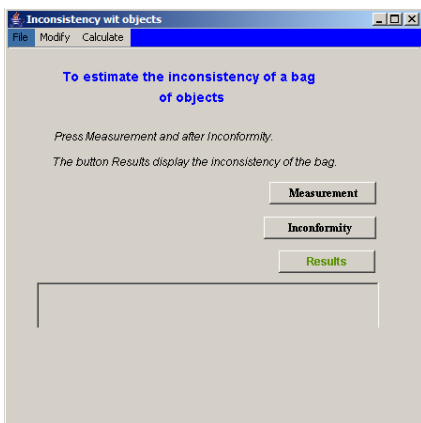 Inconsistency wit objects
File Modify Calculate
To estimate the inconsistency of a bag
of objects
Press Measurement and after Inconformity.
The button Results display the inconsistency of the bag.
Measurement
Inconformity
Results